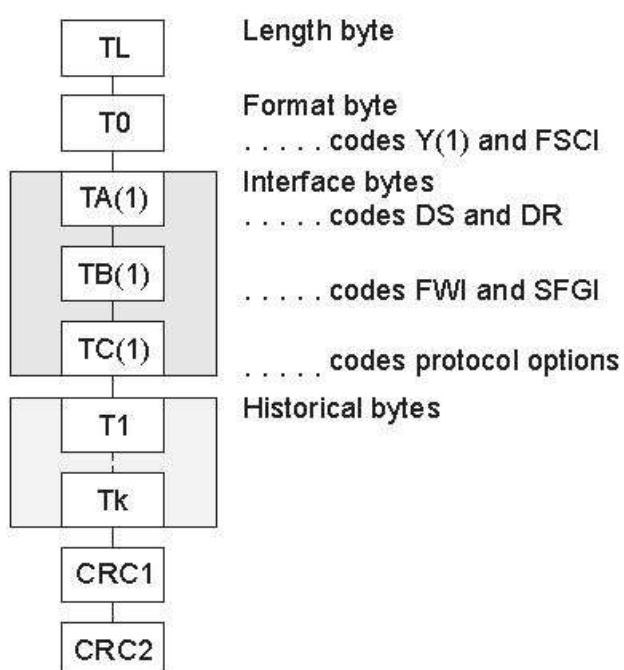 TL Length byte
T0 Format byte
. . . . . codes Y(1) and FSCI
Interface bytes
TA(1) . . . . . codes DS and DR
TB(1) . . . . . codes FWI and SFGI
TC(1) . . . . . codes protocol options
T1 Historical bytes
Tk
CRC1
CRC2